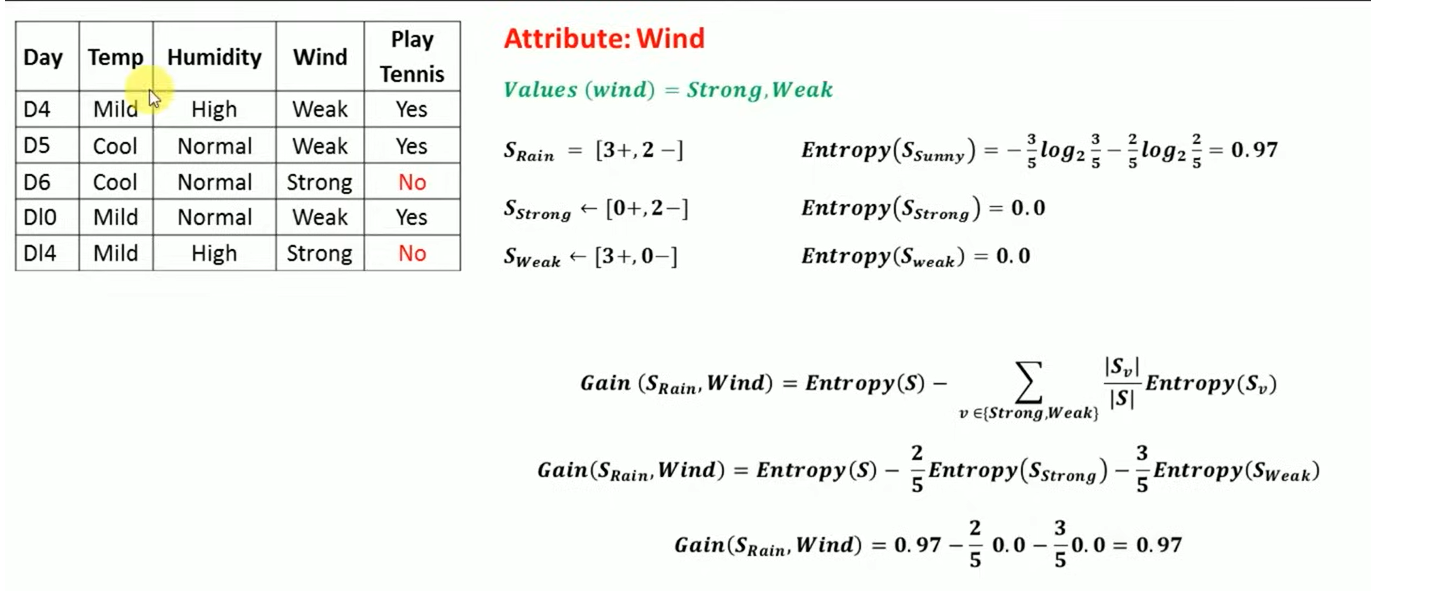 Day Temp Humidity Wind Play Tennis
D4 Mild High Weak Yes
D5 Cool Normal Weak Yes
D6 Cool Normal Strong No
Dl0 Mild Normal Weak Yes
Dl4 Mild High Strong No
Attribute: Wind
Values (wind) = Strong, Weak
S_Rain = [3+, 2 −] Entropy(S_Sunny) = −3/5 log₂ 3/5 − 2/5 log₂ 2/5 = 0.97
S_Strong ← [0+, 2−] Entropy(S_Strong) = 0.0
S_Weak ← [3+, 0−] Entropy(S_weak) = 0.0
Gain (S_Rain, Wind) = Entropy(S) − ∑_{v ∈{Strong,Weak}} |S_v|/|S| Entropy(S_v)
Gain(S_Rain, Wind) = Entropy(S) − 2/5 Entropy(S_Strong) − 3/5 Entropy(S_Weak)
Gain(S_Rain, Wind) = 0.97 − 2/5 0.0 − 3/5 0.0 = 0.97